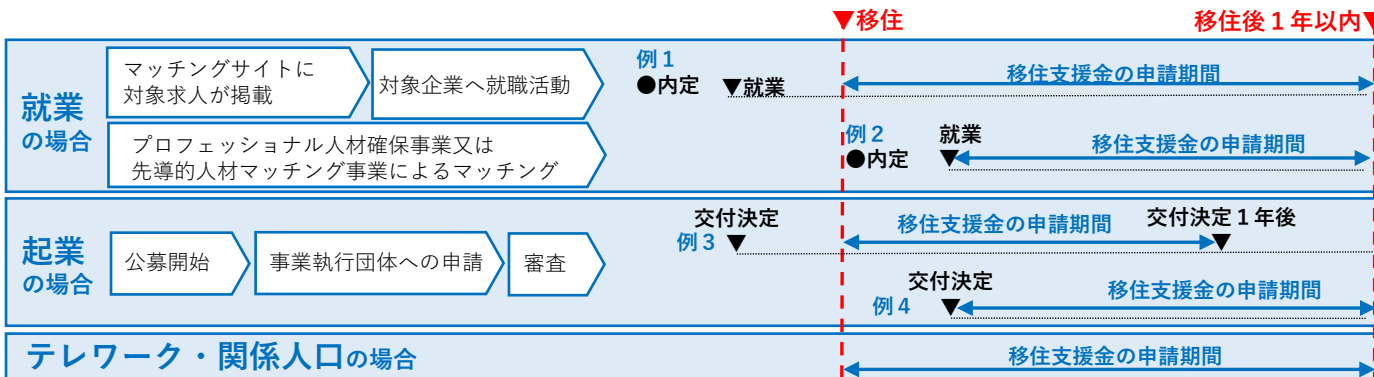 ▼移住
移住後1年以内▼
就業
の場合
マッチングサイトに
対象求人が掲載
対象企業へ就職活動
プロフェッショナル人材確保事業又は
先導的人材マッチング事業によるマッチング
例1
●内定
▼就業
移住支援金の申請期間
例2
●内定
就業
▼
移住支援金の申請期間
起業
の場合
公募開始
事業執行団体への申請
審査
交付決定
例3 ▼
移住支援金の申請期間
交付決定1年後
▼
交付決定
例4 ▼
移住支援金の申請期間
テレワーク・関係人口の場合
移住支援金の申請期間